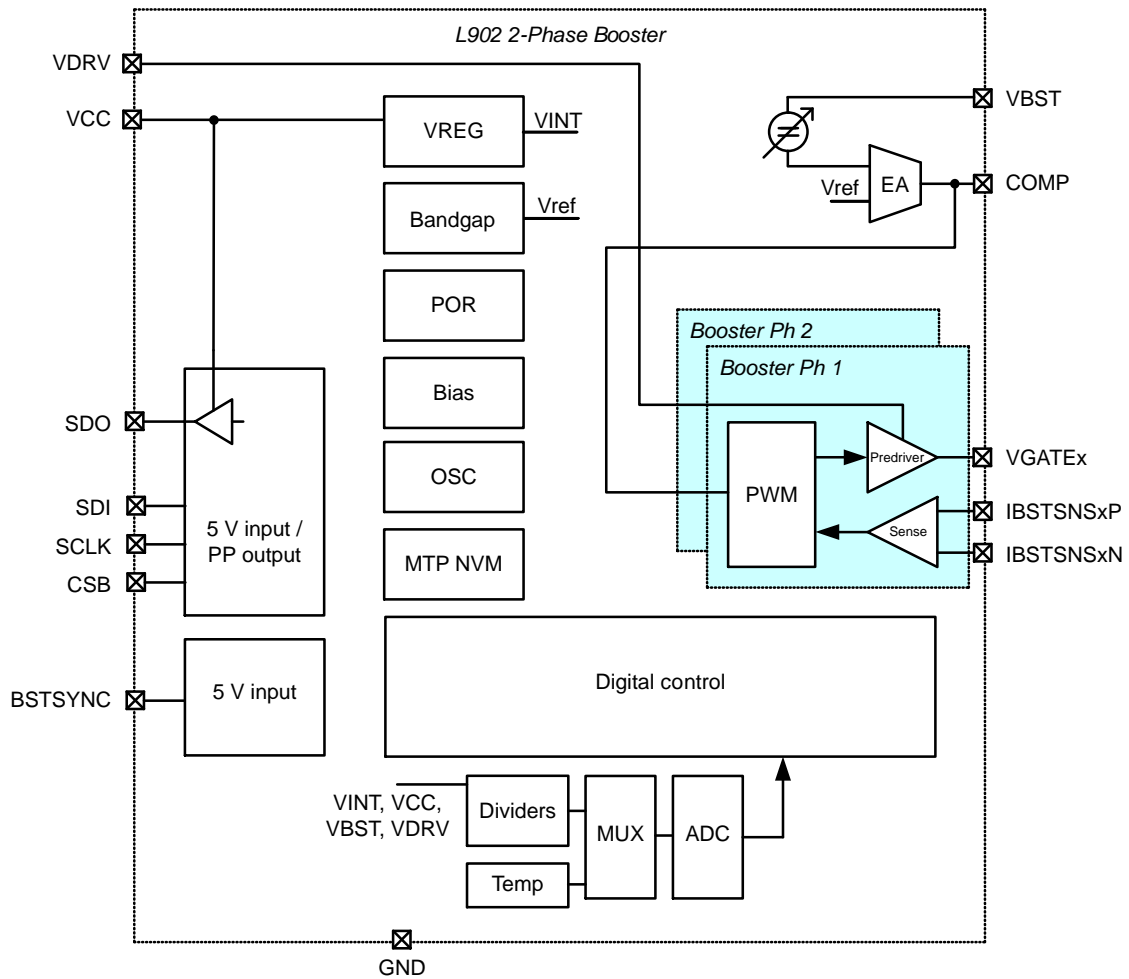 L902 2-Phase Booster
VDRV
VCC
VREG
VINT
VBST
Bandgap
Vref
Vref
EA
COMP
POR
Booster Ph 2
Booster Ph 1
Bias
SDO
OSC
PWM
Predriver
VGATEx
SDI
SCLK
CSB
5 V input /
PP output
MTP NVM
Sense
IBSTSNSxP
IBSTSNSxN
BSTSYNC
5 V input
Digital control
VINT, VCC,
VBST, VDRV
Dividers
MUX
ADC
Temp
GND